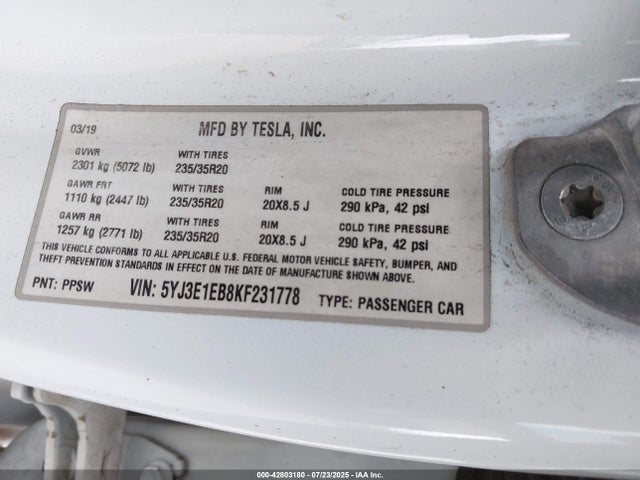 03/19 MFD BY TESLA, INC.
GVWR WITH TIRES
2301 kg (5072 lb) 235/35R20
GAWR FRT WITH TIRES RIM COLD TIRE PRESSURE
1110 kg (2447 lb) 235/35R20 20X8.5 J 290 kPa, 42 psi
GAWR RR WITH TIRES RIM COLD TIRE PRESSURE
1257 kg (2771 lb) 235/35R20 20X8.5 J 290 kPa, 42 psi
THIS VEHICLE CONFORMS TO ALL APPLICABLE U.S. FEDERAL MOTOR VEHICLE SAFETY, BUMPER, AND
THEFT PREVENTION STANDARDS IN EFFECT ON THE DATE OF MANUFACTURE SHOWN ABOVE.
PNT: PPSW VIN: 5YJ3E1EB8KF231778 TYPE: PASSENGER CAR
000-42803180 - 07/23/2025 - IAA Inc.